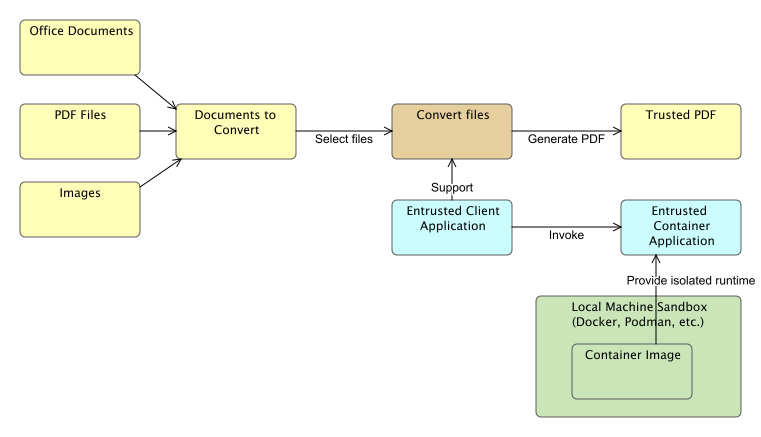 Office Documents
PDF Files
Documents to
Convert
Images
Select files
Convert files
Generate PDF
Trusted PDF
Support
Entrusted Client
Application
Invoke
Entrusted
Container
Application
Provide isolated runtime
Local Machine Sandbox
(Docker, Podman, etc.)
Container Image